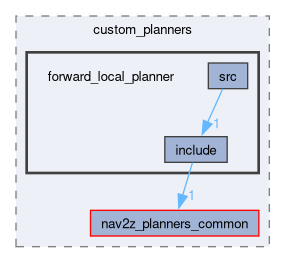 custom_planners
forward_local_planner
src
1
include
1
nav2z_planners_common